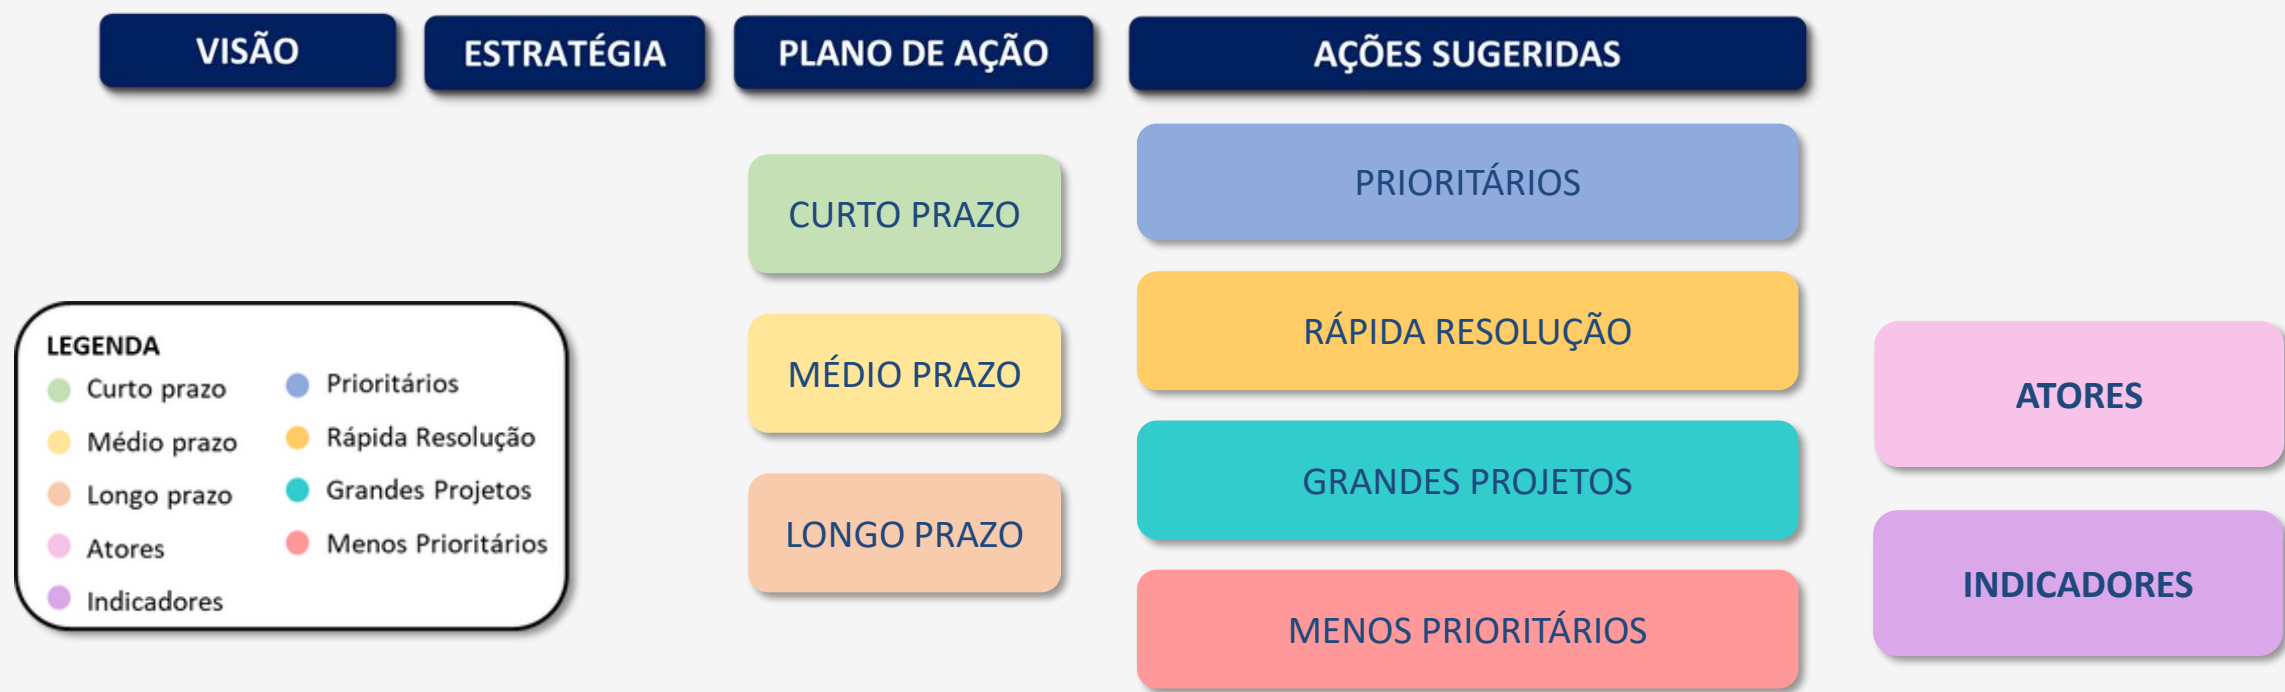 VISÃO
ESTRATÉGIA
PLANO DE AÇÃO
AÇÕES SUGERIDAS
CURTO PRAZO
MÉDIO PRAZO
LONGO PRAZO
PRIORITÁRIOS
RÁPIDA RESOLUÇÃO
GRANDES PROJETOS
MENOS PRIORITÁRIOS
ATORES
INDICADORES
LEGENDA
Curto prazo
Médio prazo
Longo prazo
Atores
Indicadores
Prioritários
Rápida Resolução
Grandes Projetos
Menos Prioritários